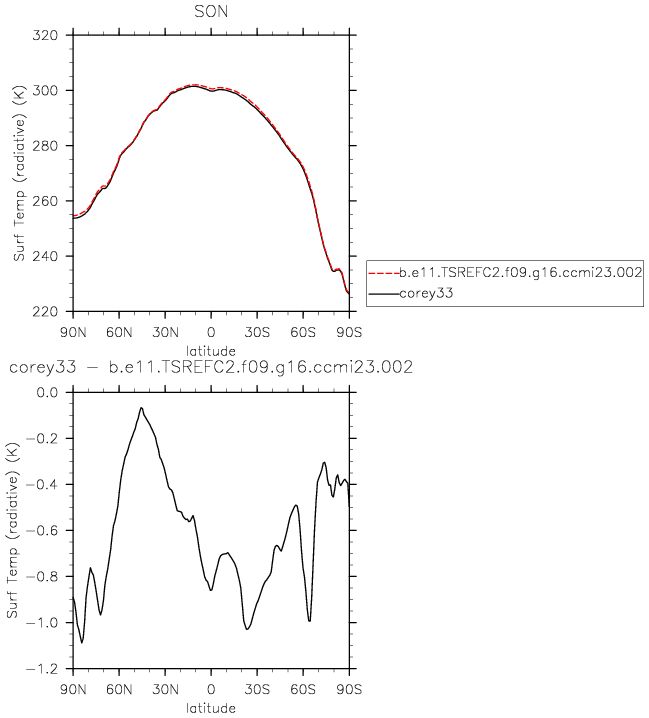 SON
320
300
280
260
240
220
Surf Temp (radiative) (K)
90N 60N 30N 0 30S 60S 90S
latitude
b.e11.TSREFC2.f09.g16.ccmi23.002
corey33
corey33 − b.e11.TSREFC2.f09.g16.ccmi23.002
0.0
−0.2
−0.4
−0.6
−0.8
−1.0
−1.2
Surf Temp (radiative) (K)
90N 60N 30N 0 30S 60S 90S
latitude